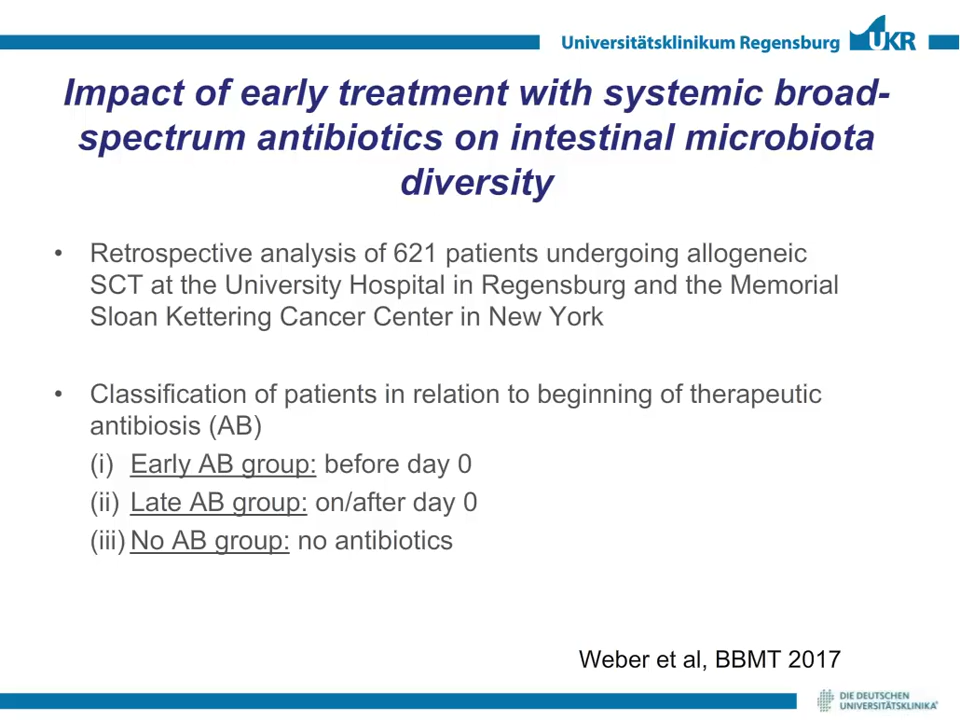 Universitätsklinikum Regensburg UKR
Impact of early treatment with systemic broad-
spectrum antibiotics on intestinal microbiota
diversity
• Retrospective analysis of 621 patients undergoing allogeneic
SCT at the University Hospital in Regensburg and the Memorial
Sloan Kettering Cancer Center in New York
• Classification of patients in relation to beginning of therapeutic
antibiosis (AB)
(i) Early AB group: before day 0
(ii) Late AB group: on/after day 0
(iii) No AB group: no antibiotics
Weber et al, BBMT 2017
DIE DEUTSCHEN
UNIVERSITÄTSKLINIKA®